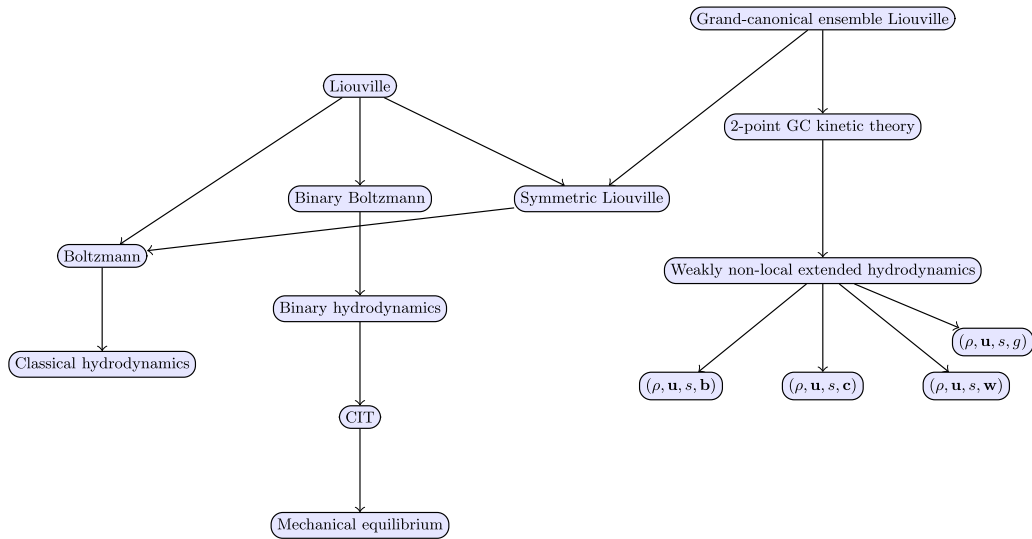 Grand-canonical ensemble Liouville
Liouville
2-point GC kinetic theory
Binary Boltzmann
Symmetric Liouville
Boltzmann
Weakly non-local extended hydrodynamics
Binary hydrodynamics
(ρ, u, s, g)
Classical hydrodynamics
(ρ, u, s, b)
(ρ, u, s, c)
(ρ, u, s, w)
CIT
Mechanical equilibrium